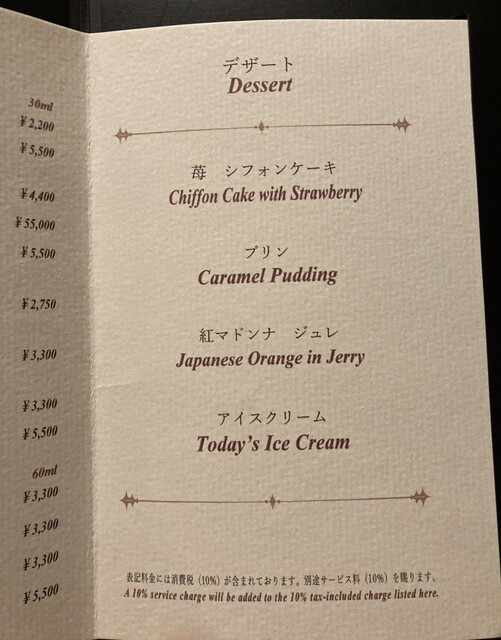 30ml
¥2,200
¥5,500
¥4,400
¥55,000
¥5,500
¥2,750
¥3,300
¥3,300
¥5,500
60ml
¥3,300
¥3,300
¥3,300
¥5,500
デザート
Dessert
苺　シフォンケーキ
Chiffon Cake with Strawberry
プリン
Caramel Pudding
紅マドンナ　ジュレ
Japanese Orange in Jerry
アイスクリーム
Today's Ice Cream
表記料金には消費税（10%）が含まれております。別途サービス料（10%）を賜ります。
A 10% service charge will be added to the 10% tax-included charge listed here.